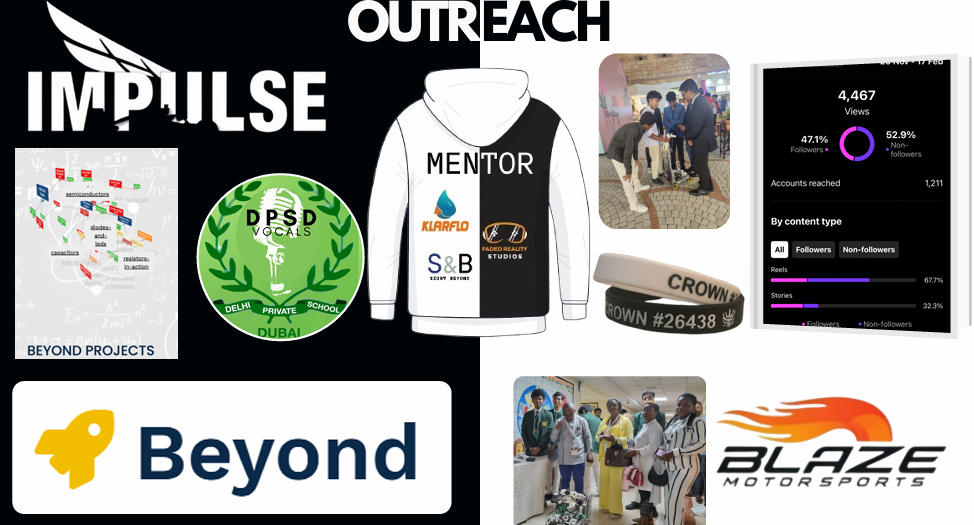 OUTREACH
IMPULSE
semiconductors
diodes-
and-
leds
capacitors
resistors-
in-action
BEYOND PROJECTS
DPSD
VOCALS
DELHI PRIVATE SCHOOL
DUBAI
MENTOR
KLARFLO
FADED REALITY
STUDIOS
S&B
SIGHT BEYOND
CROWN #
CROWN #26438
20 Nov - 17 Feb
4,467
Views
47.1%
Followers
52.9%
Non-
followers
Accounts reached
1,211
By content type
All
Followers
Non-followers
Reels
67.7%
Stories
32.3%
Followers
Non-followers
Beyond
BLAZE
MOTORSPORTS